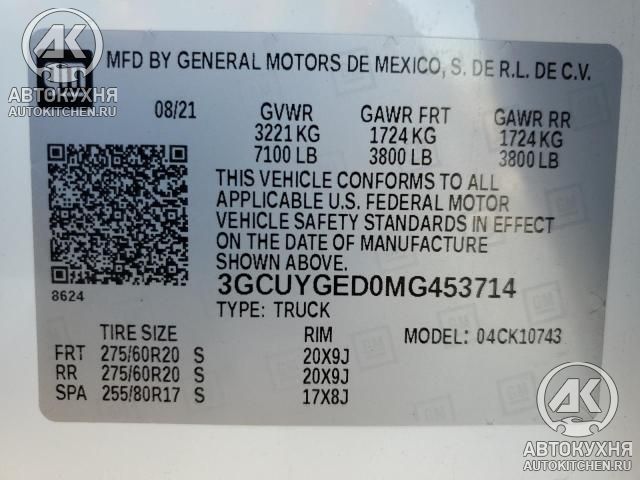 MFD BY GENERAL MOTORS DE MEXICO, S. DE R.L. DE C.V.
08/21 GVWR GAWR FRT GAWR RR
3221 KG 1724 KG 1724 KG
7100 LB 3800 LB 3800 LB
THIS VEHICLE CONFORMS TO ALL
APPLICABLE U.S. FEDERAL MOTOR
VEHICLE SAFETY STANDARDS IN EFFECT
ON THE DATE OF MANUFACTURE
SHOWN ABOVE.
8624
3GCUYGED0MG453714
TYPE: TRUCK
TIRE SIZE RIM MODEL: 04CK10743
FRT 275/60R20 S 20X9J
RR 275/60R20 S 20X9J
SPA 255/80R17 S 17X8J
AK
АВТОКУХНЯ
AUTOKITCHEN.RU
AK
АВТОКУХНЯ
AUTOKITCHEN.RU